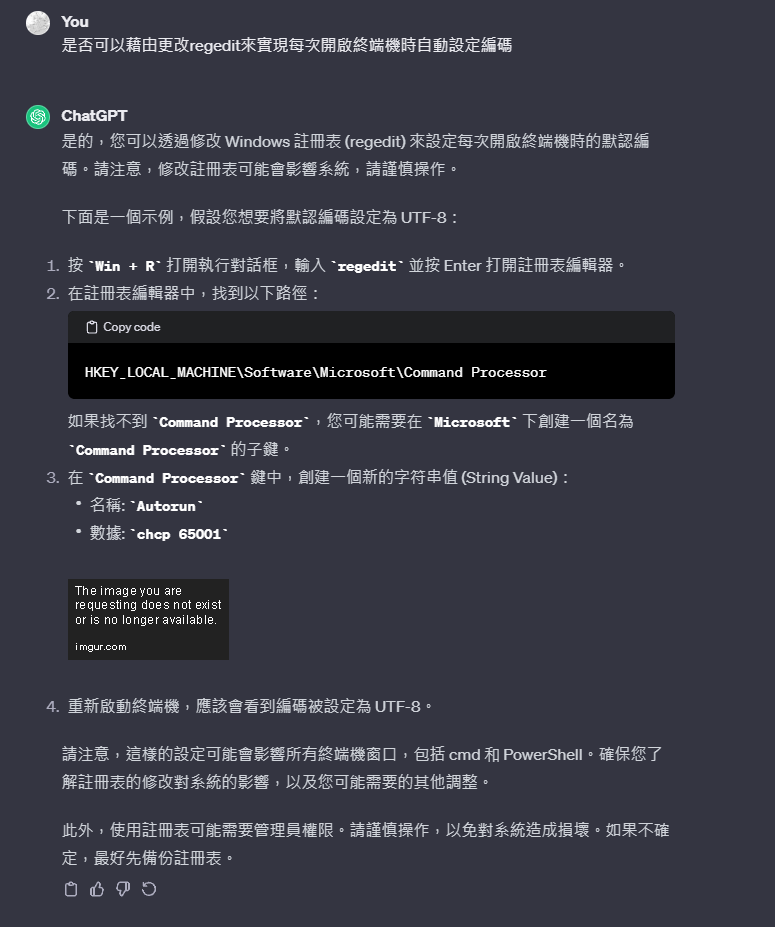 You
是否可以藉由更改regedit來實現每次開啟終端機時自動設定編碼
ChatGPT
是的，您可以透過修改 Windows 註冊表 (regedit) 來設定每次開啟終端機時的默認編
碼。請注意，修改註冊表可能會影響系統，請謹慎操作。
下面是一個示例，假設您想要將默認編碼設定為 UTF-8：
1. 按 `Win + R` 打開執行對話框，輸入 `regedit` 並按 Enter 打開註冊表編輯器。
2. 在註冊表編輯器中，找到以下路徑：
Copy code
HKEY_LOCAL_MACHINE\Software\Microsoft\Command Processor
如果找不到 `Command Processor`，您可能需要在 `Microsoft` 下創建一個名為
`Command Processor` 的子鍵。
3. 在 `Command Processor` 鍵中，創建一個新的字符串值 (String Value)：
• 名稱: `Autorun`
• 數據: `chcp 65001`
The image you are
requesting does not exist
or is no longer available.
imgur.com
4. 重新啟動終端機，應該會看到編碼被設定為 UTF-8。
請注意，這樣的設定可能會影響所有終端機窗口，包括 cmd 和 PowerShell。確保您了
解註冊表的修改對系統的影響，以及您可能需要的其他調整。
此外，使用註冊表可能需要管理員權限。請謹慎操作，以免對系統造成損壞。如果不確
定，最好先備份註冊表。